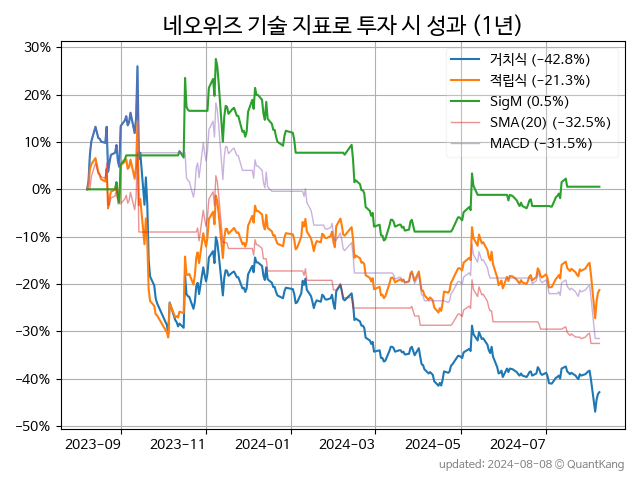 네오위즈 기술 지표로 투자 시 성과 (1년)
30%
20%
10%
0%
−10%
−20%
−30%
−40%
−50%
거치식 (−42.8%)
적립식 (−21.3%)
SigM (0.5%)
SMA(20) (−32.5%)
MACD (−31.5%)
2023-09
2023-11
2024-01
2024-03
2024-05
2024-07
updated: 2024-08-08 © QuantKang